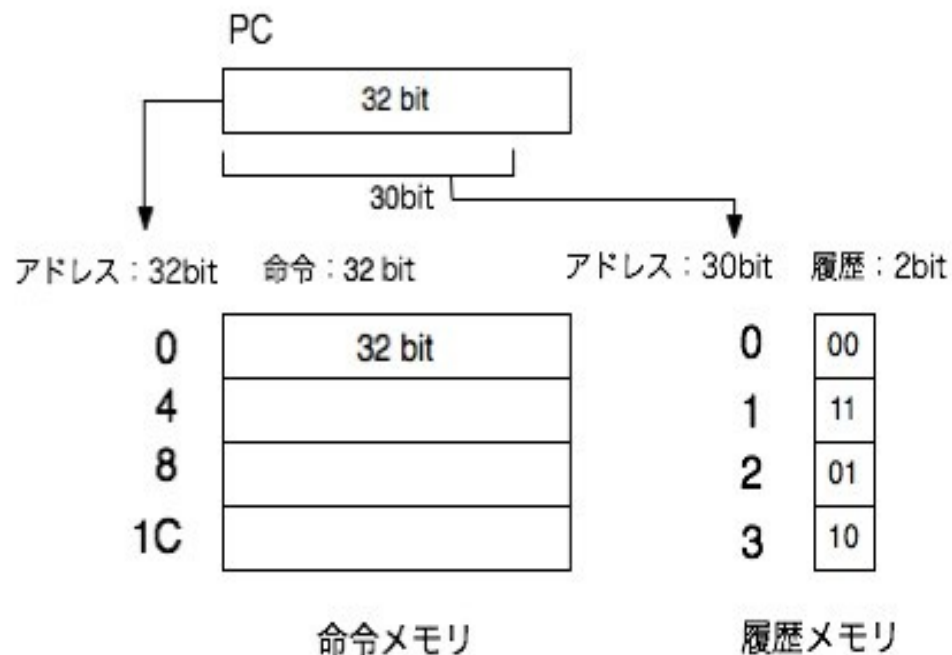 PC
32 bit
30bit
アドレス：32bit 命令：32 bit
アドレス：30bit 履歴：2bit
0 32 bit
4
8
1C
0 00
1 11
2 01
3 10
命令メモリ
履歴メモリ